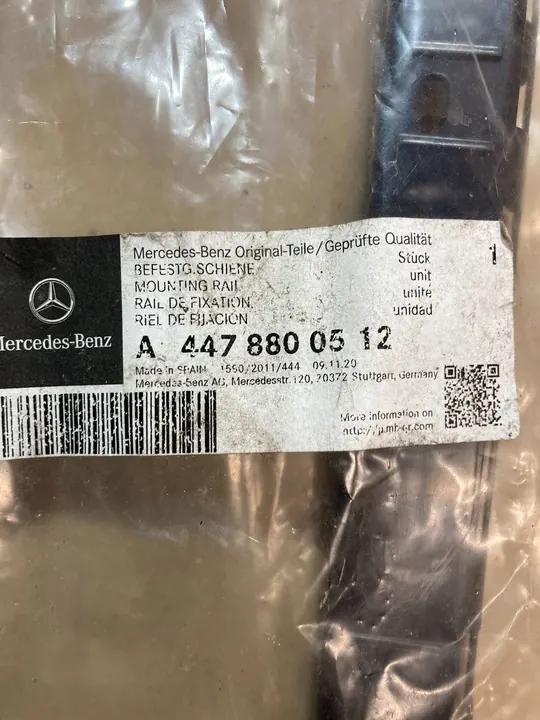 Mercedes-Benz Original-Teile/Geprüfte Qualität
BEFESTG.SCHIENE Stück 1
MOUNTING RAIL unit
RAIL DE FIXATION unité
RIEL DE FIJACION unidad
Mercedes-Benz
A 447 880 05 12
Made in SPAIN 1590/2011/444 09.11.20
Mercedes-Benz AG, Mercedesstr.120, 70372 Stuttgart, Germany
More information on